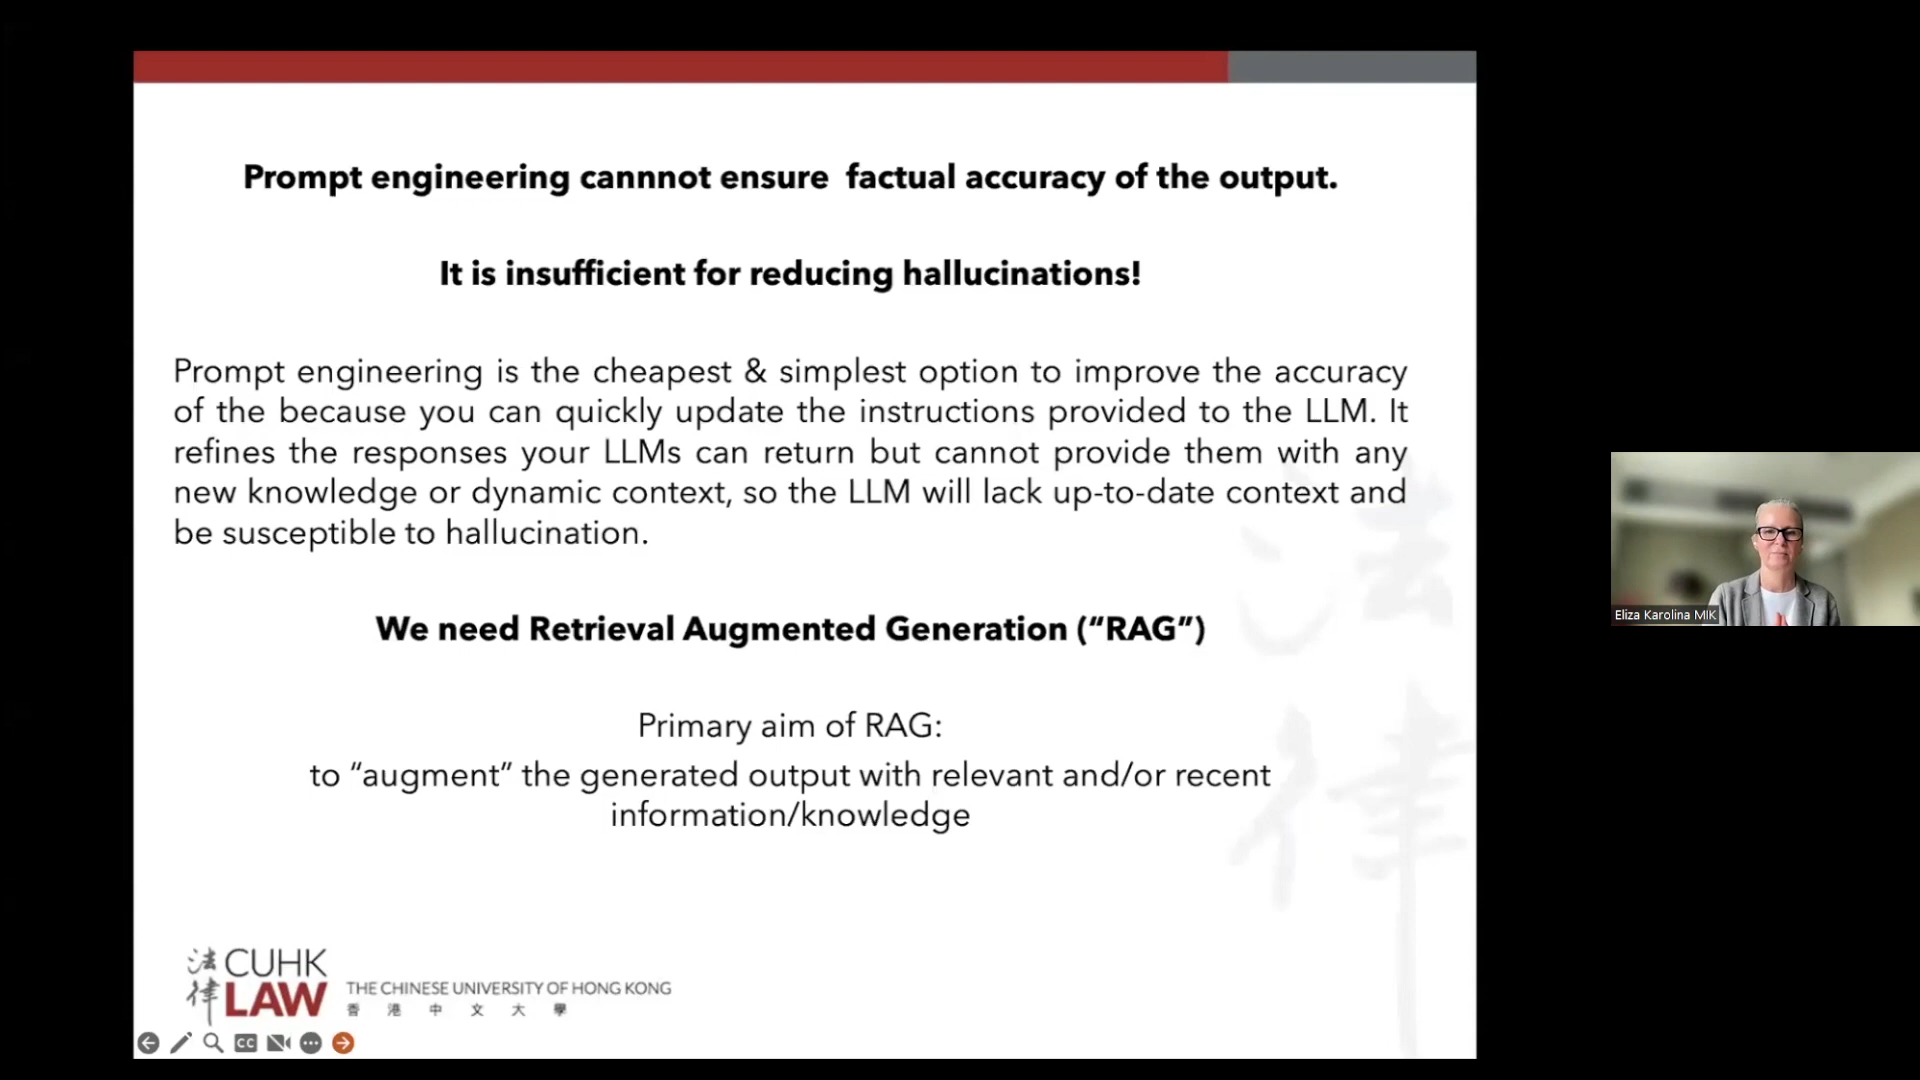 Prompt engineering cannnot ensure  factual accuracy of the output.
It is insufficient for reducing hallucinations!
Prompt engineering is the cheapest & simplest option to improve the accuracy
of the because you can quickly update the instructions provided to the LLM. It
refines the responses your LLMs can return but cannot provide them with any
new knowledge or dynamic context, so the LLM will lack up-to-date context and
be susceptible to hallucination.
We need Retrieval Augmented Generation (“RAG”)
Primary aim of RAG:
to “augment” the generated output with relevant and/or recent
information/knowledge
法律
法律
CUHK
LAW
THE CHINESE UNIVERSITY OF HONG KONG
香港中文大學
CC
Eliza Karolina MIK